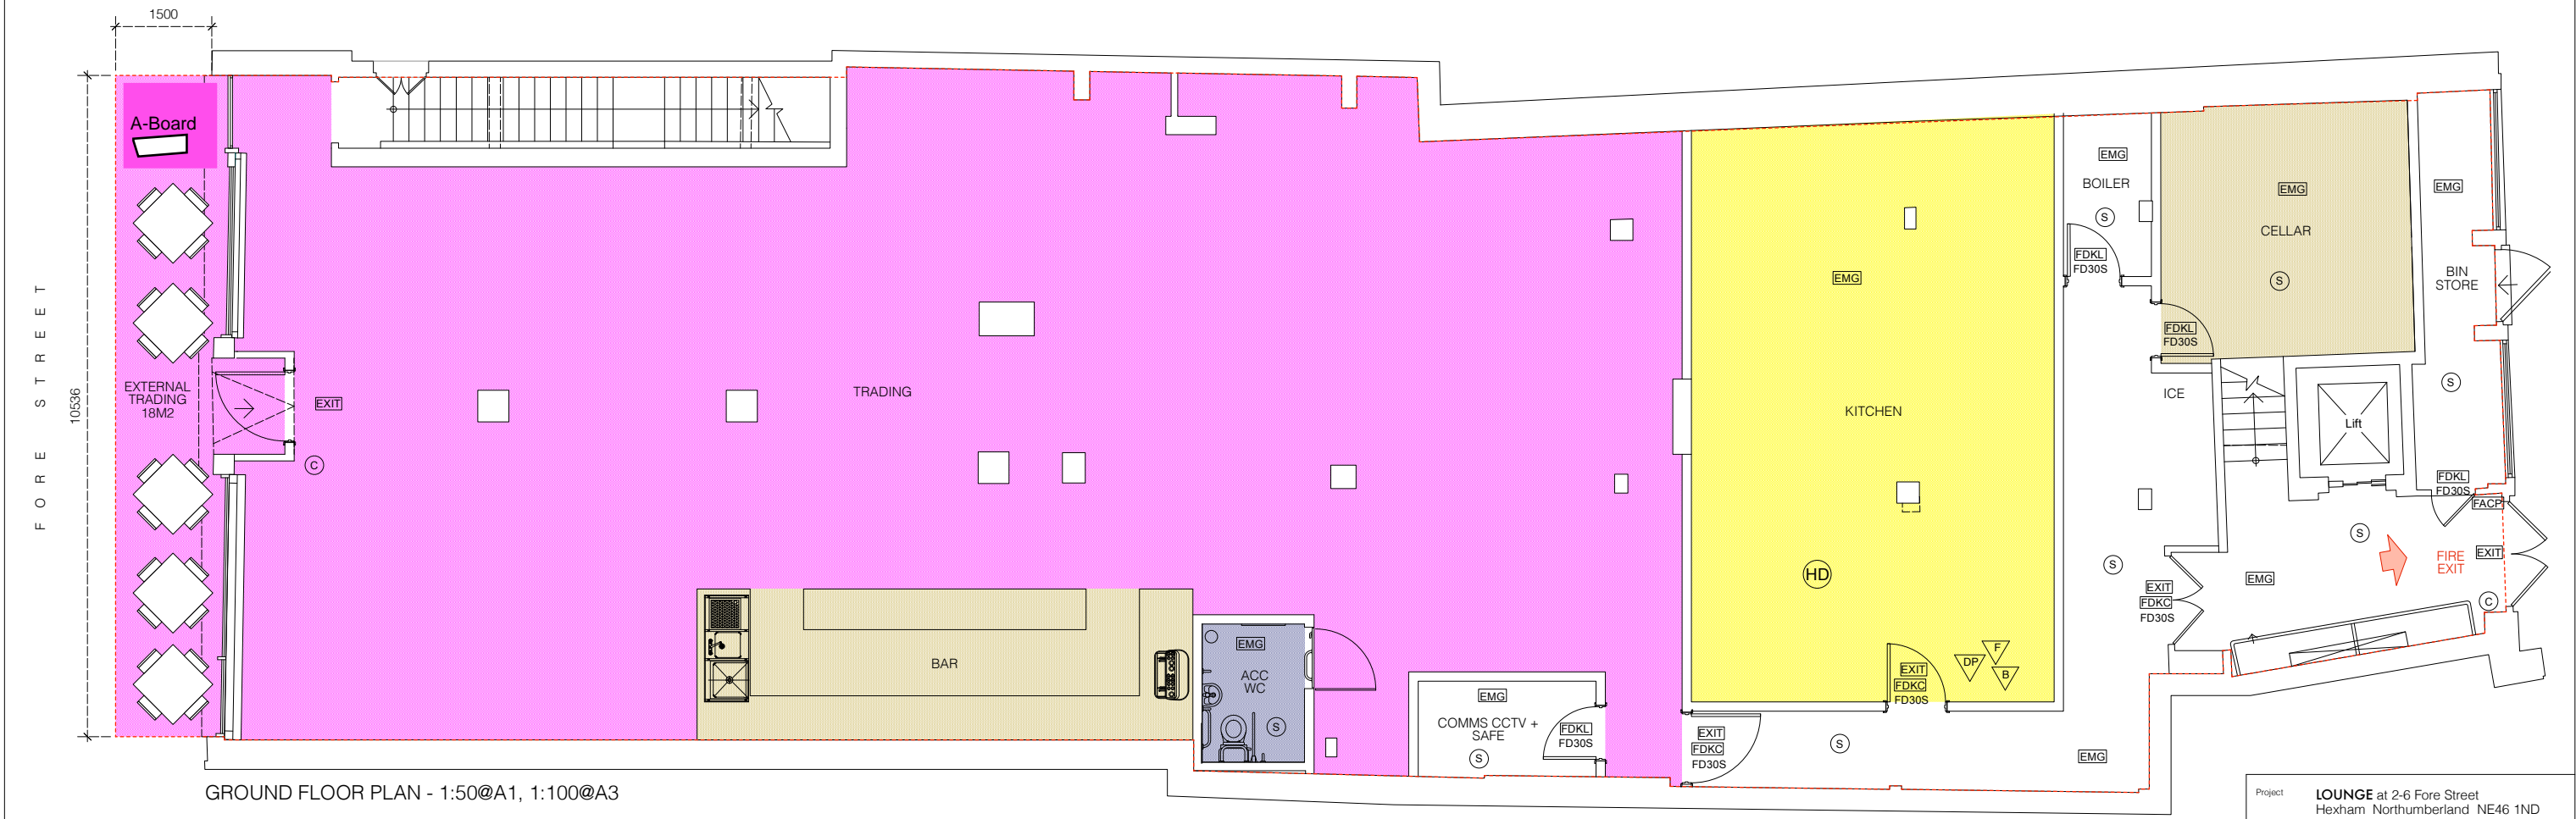 1500
10536
FORE STREET
A-Board
EXTERNAL
TRADING
18M2
EXIT
C
TRADING
BAR
EMG
ACC
WC
S
EMG
COMMS CCTV +
SAFE
S
FDKL
FD30S
EXIT
FDKC
FD30S
EMG
KITCHEN
HD
EXIT
FDKC
FD30S
DP
F
B
S
EMG
EMG
BOILER
S
FDKL
FD30S
EMG
CELLAR
S
FDKL
FD30S
ICE
S
EXIT
FDKC
FD30S
Lift
EMG
BIN
STORE
S
FDKL
FD30S
FACP
S
FIRE
EXIT
EXIT
EMG
C
GROUND FLOOR PLAN - 1:50@A1, 1:100@A3
Project
LOUNGE at 2-6 Fore Street
Hexham Northumberland NE46 1ND